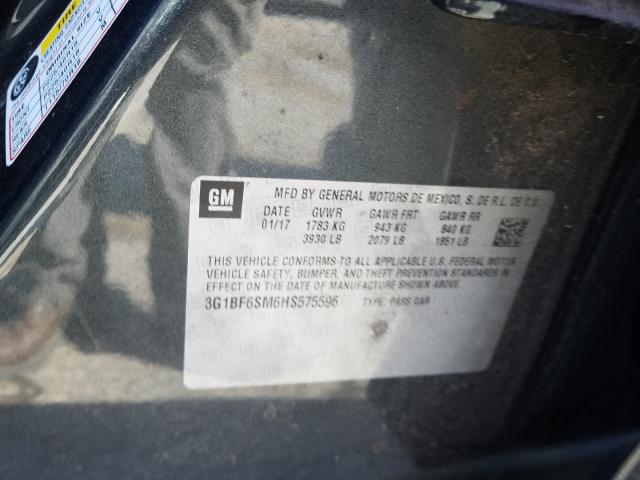 TIRE
ORIGINAL SIZE
GM
MFD BY GENERAL MOTORS DE MEXICO, S. DE R.L. DE C.V.
DATE GVWR GAWR FRT GAWR RR
01/17 1783 KG 943 KG 840 KG
3930 LB 2079 LB 1851 LB
THIS VEHICLE CONFORMS TO ALL APPLICABLE U.S. FEDERAL MOTOR
VEHICLE SAFETY, BUMPER, AND THEFT PREVENTION STANDARDS IN
EFFECT ON THE DATE OF MANUFACTURE SHOWN ABOVE.
3G1BF6SM6HS575596 TYPE: PASS CAR